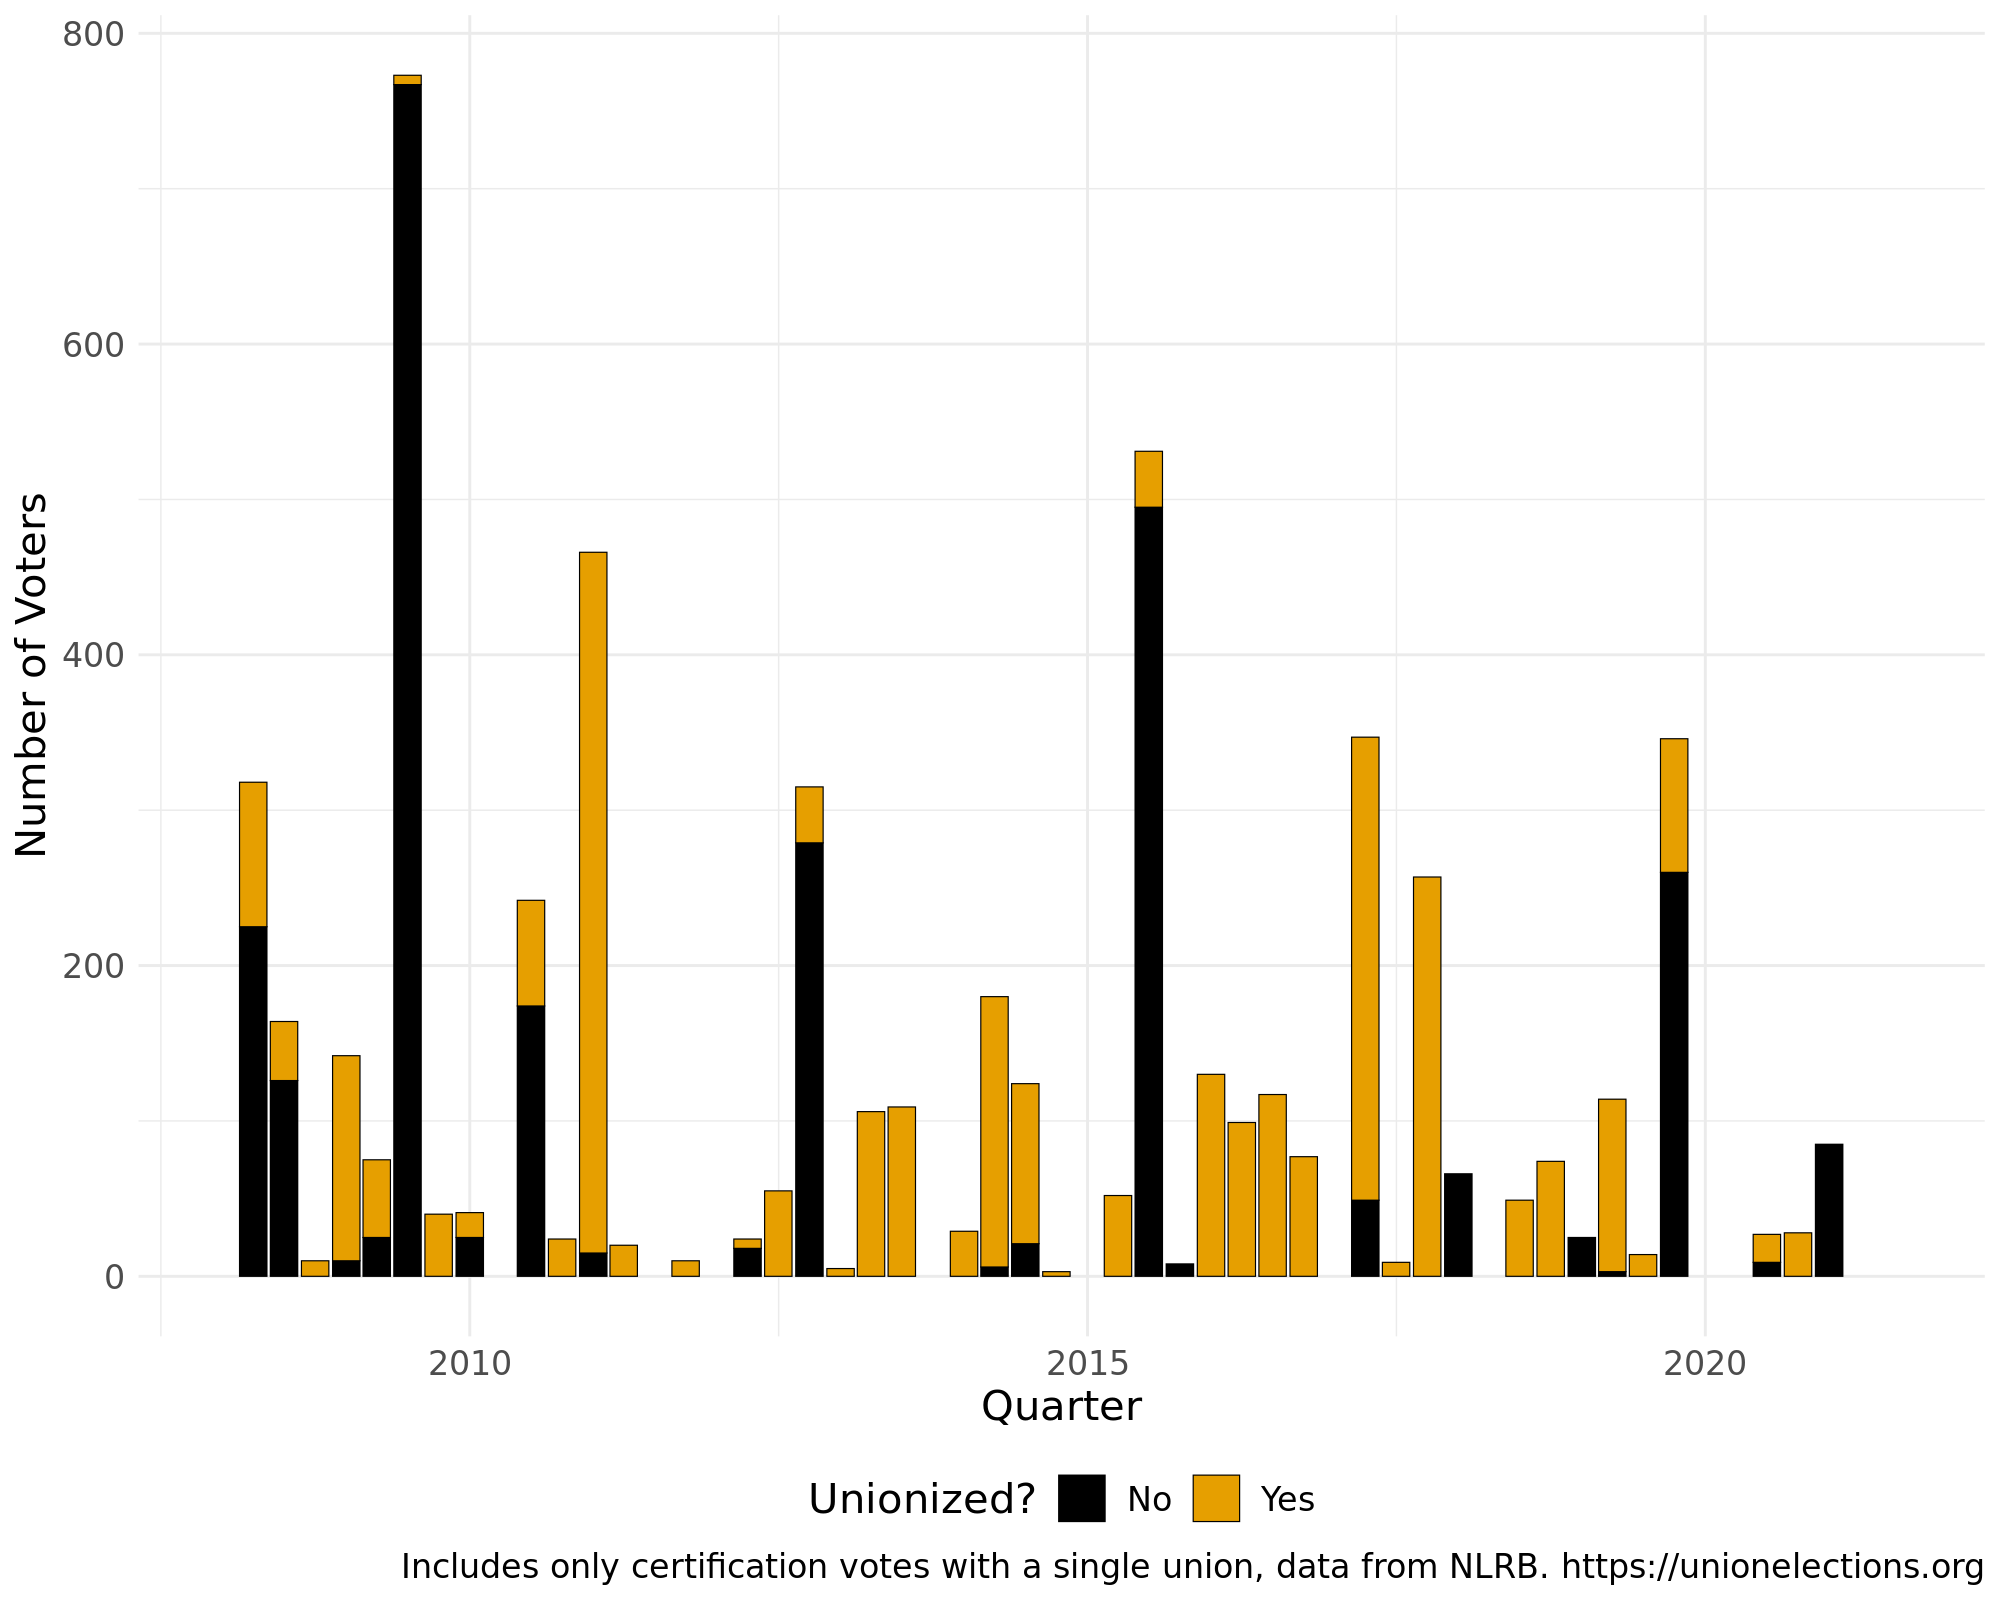 800
600
400
200
0
Number of Voters
2010 2015 2020
Quarter
Unionized? No Yes
Includes only certification votes with a single union, data from NLRB. https://unionelections.org